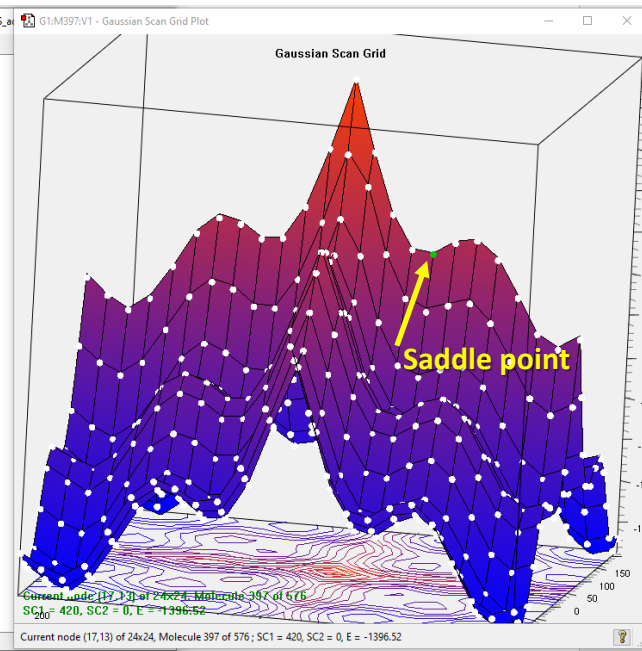 G1:M397:V1 - Gaussian Scan Grid Plot
Gaussian Scan Grid
Saddle point
150
100
50
0
200
Current node (17,13) of 24x24, Molecule 397 of 576
SC1 = 420, SC2 = 0, E = -1396.52
Current node (17,13) of 24x24, Molecule 397 of 576 ; SC1 = 420, SC2 = 0, E = -1396.52